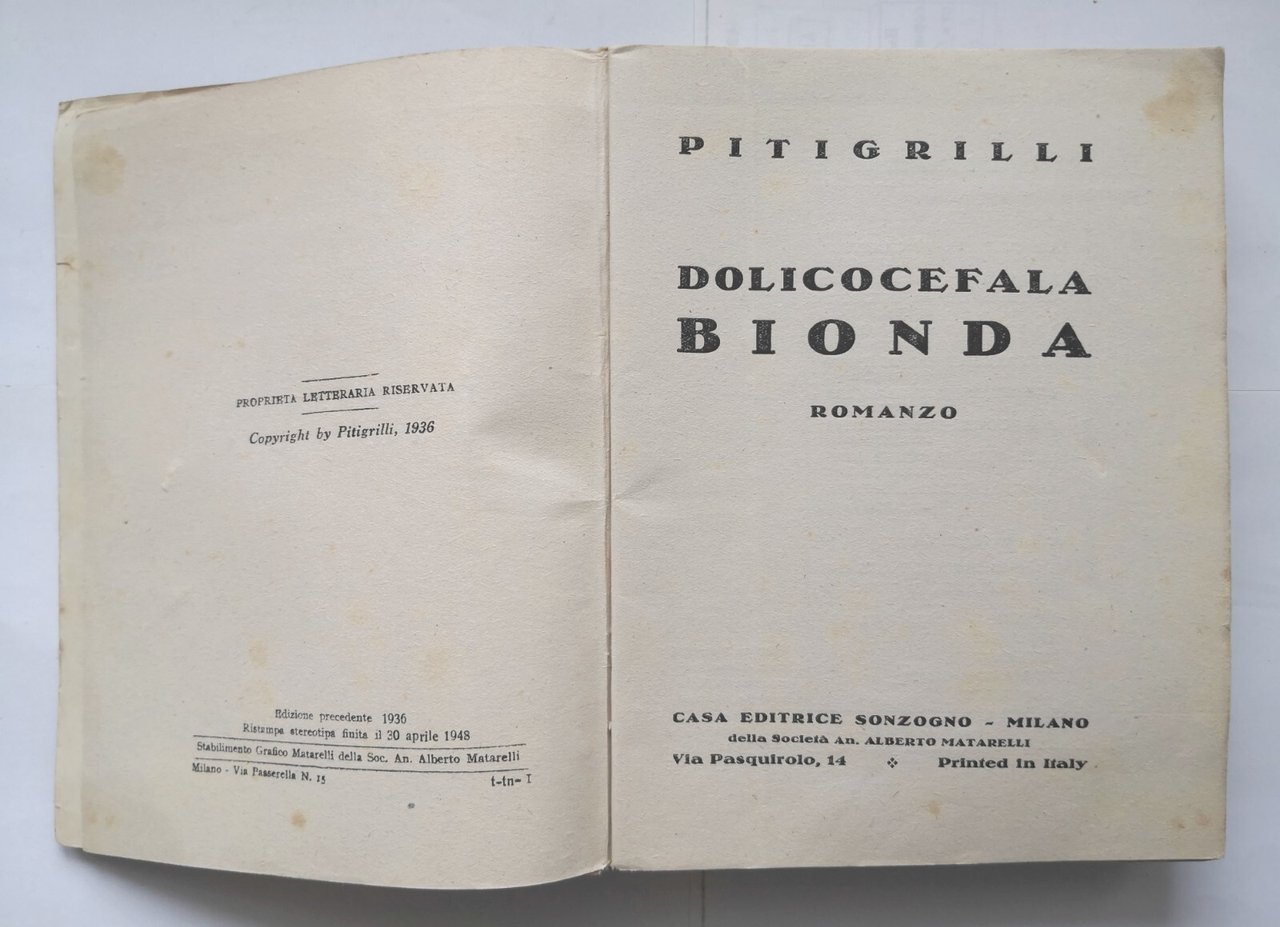 PROPRIETA LETTERARIA RISERVATA
Copyright by Pitigrilli, 1936
Edizione precedente 1936
Ristampa stereotipa finita il 30 aprile 1948
Stabilimento Grafico Matarelli della Soc. An. Alberto Matarelli
Milano - Via Passerella N. 15
t-tn- I
PITIGRILLI
DOLICOCEFALA
BIONDA
ROMANZO
CASA EDITRICE SONZOGNO - MILANO
della Società An. ALBERTO MATARELLI
Via Pasquirolo, 14 ❖ Printed in Italy